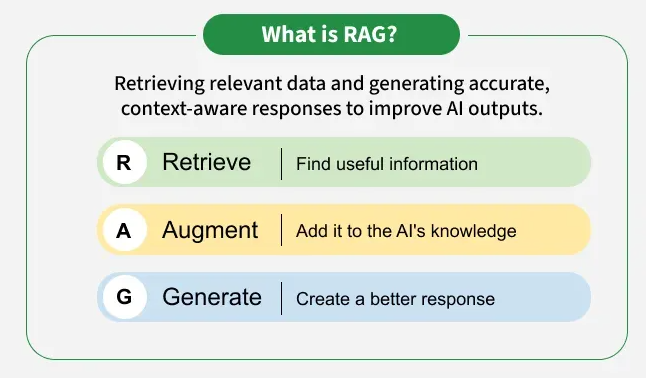 What is RAG?
Retrieving relevant data and generating accurate,
context-aware responses to improve AI outputs.
R Retrieve Find useful information
A Augment Add it to the AI's knowledge
G Generate Create a better response